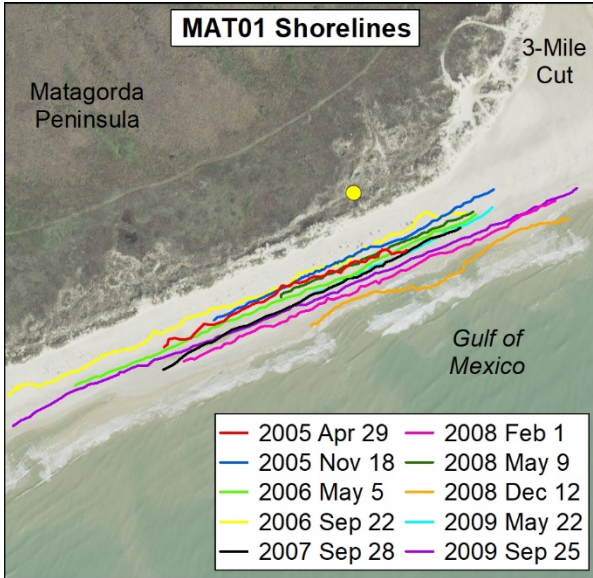 MAT01 Shorelines
3-Mile
Cut
Matagorda
Peninsula
Gulf of
Mexico
2005 Apr 29
2005 Nov 18
2006 May 5
2006 Sep 22
2007 Sep 28
2008 Feb 1
2008 May 9
2008 Dec 12
2009 May 22
2009 Sep 25